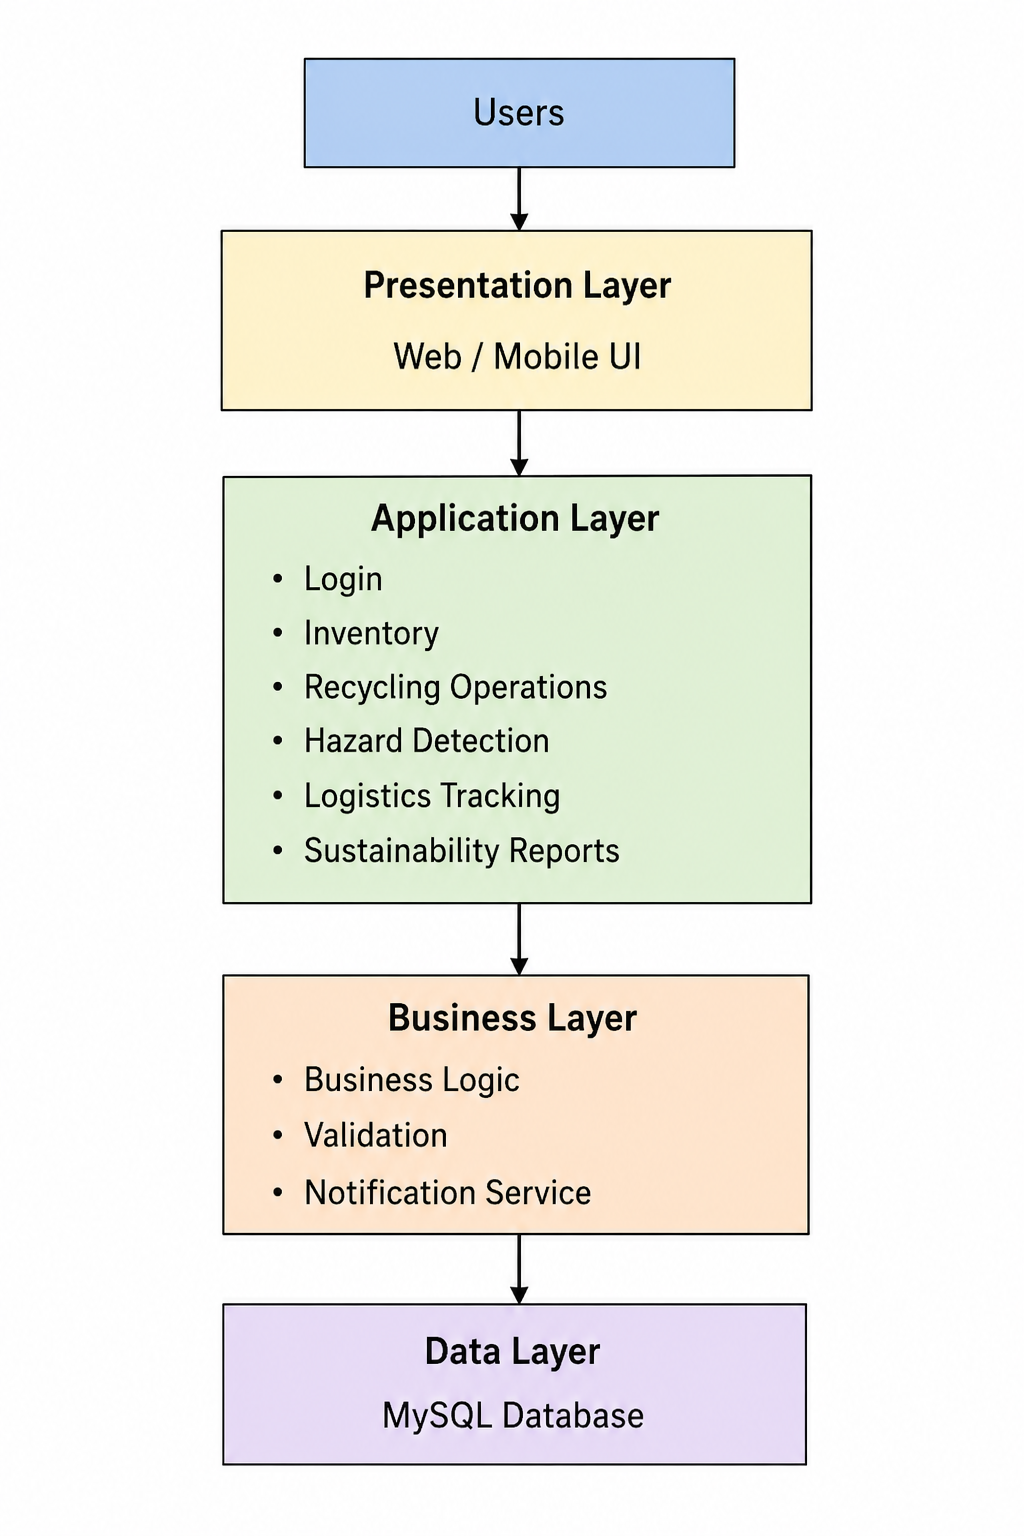 Users
Presentation Layer
Web / Mobile UI
Application Layer
• Login
• Inventory
• Recycling Operations
• Hazard Detection
• Logistics Tracking
• Sustainability Reports
Business Layer
• Business Logic
• Validation
• Notification Service
Data Layer
MySQL Database